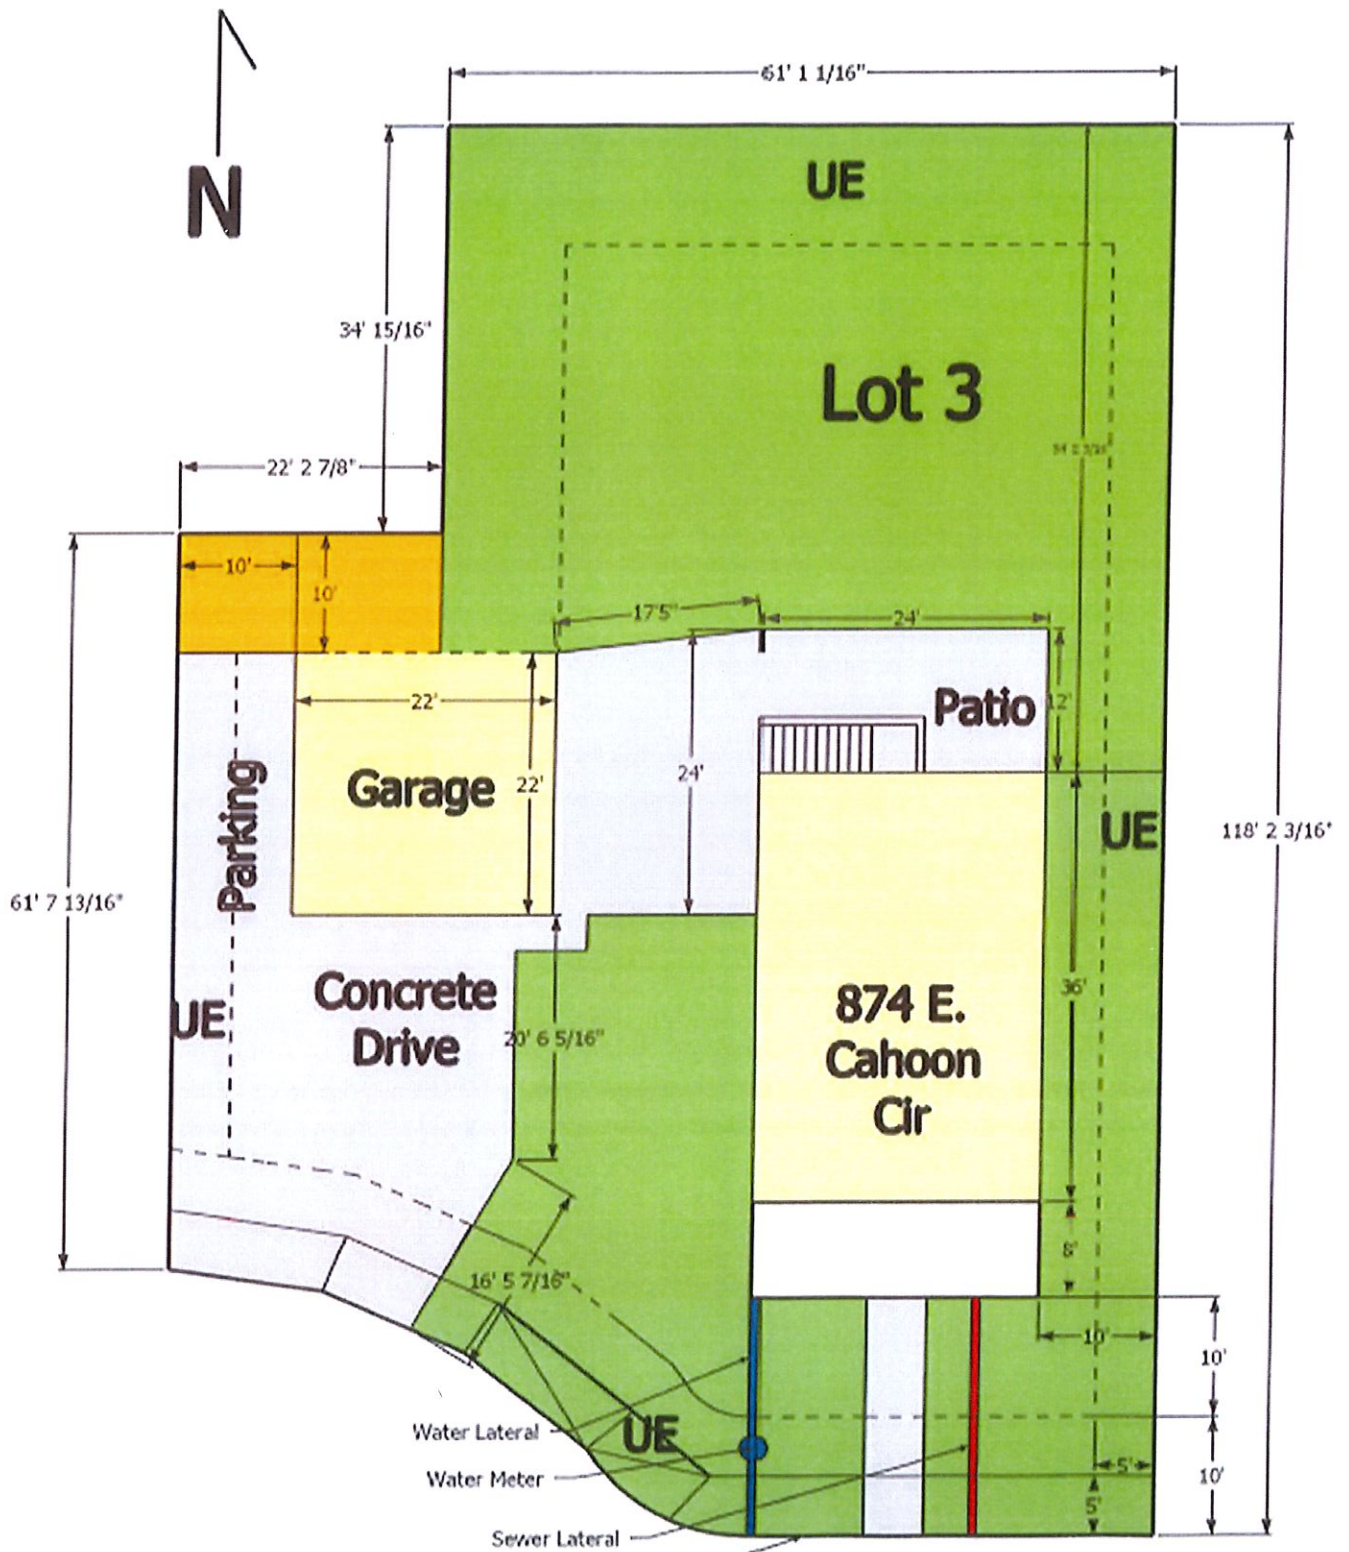 61' 1 1/16"
N
UE
34' 15/16"
Lot 3
22' 2 7/8"
10'
10'
17'5"
24'
22'
Patio
12'
Garage
22'
24'
Parking
UE
118' 2 3/16"
61' 7 13/16"
UE
Concrete
Drive
20' 6 5/16"
36'
874 E.
Cahoon
Cir
8'
16' 5 7/16"
10'
10'
Water Lateral
UE
Water Meter
5'
10'
5'
Sewer Lateral